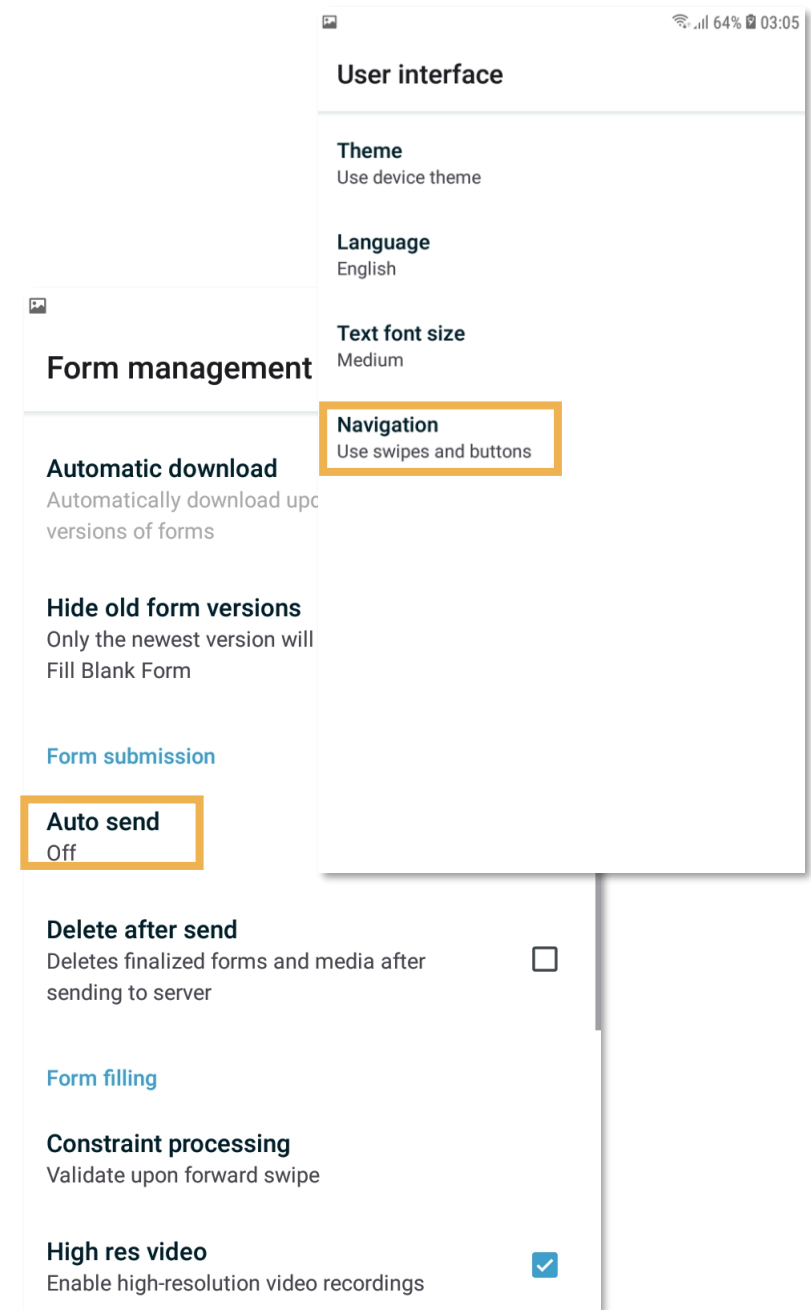 64% 03:05
User interface
Theme
Use device theme
Language
English
Text font size
Medium
Navigation
Use swipes and buttons
Form management
Automatic download
Automatically download upd
versions of forms
Hide old form versions
Only the newest version will
Fill Blank Form
Form submission
Auto send
Off
Delete after send
Deletes finalized forms and media after
sending to server
Form filling
Constraint processing
Validate upon forward swipe
High res video
Enable high-resolution video recordings